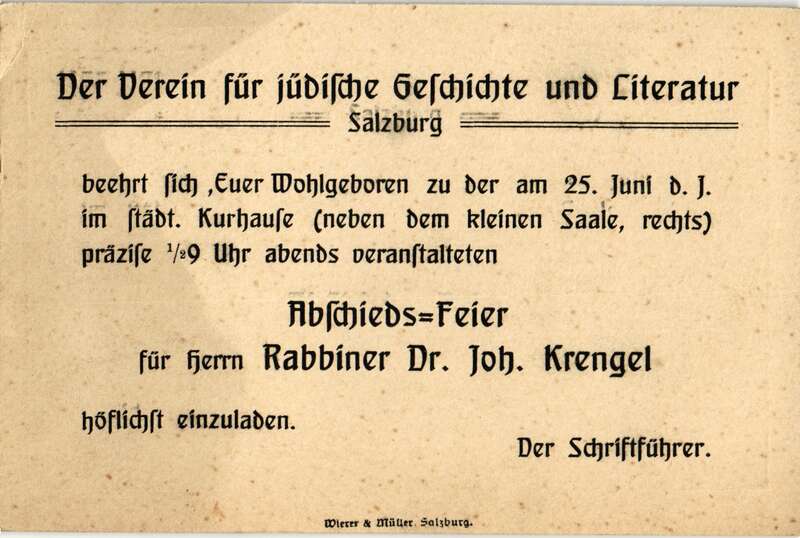 Der Verein für jüdische Geschichte und Literatur
Salzburg
beehrt sich ,Euer Wohlgeboren zu der am 25. Juni d. J.
im städt. Kurhause (neben dem kleinen Saale, rechts)
präzise ½9 Uhr abends veranstalteten
Abschieds=Feier
für Herrn Rabbiner Dr. Joh. Krengel
höflichst einzuladen.
Der Schriftführer.
Wierer & Müller. Salzburg.